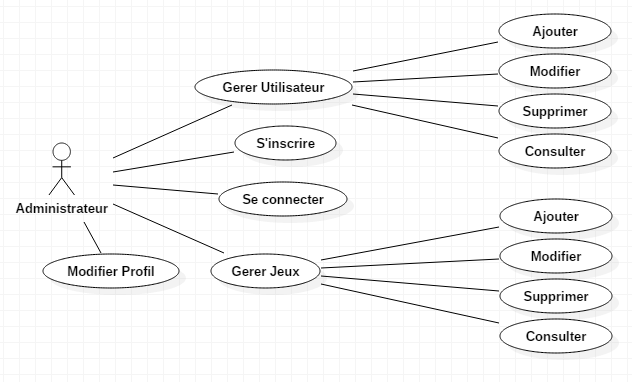 Ajouter
Gerer Utilisateur
Modifier
Supprimer
S'inscrire
Consulter
Administrateur
Se connecter
Ajouter
Modifier Profil
Gerer Jeux
Modifier
Supprimer
Consulter